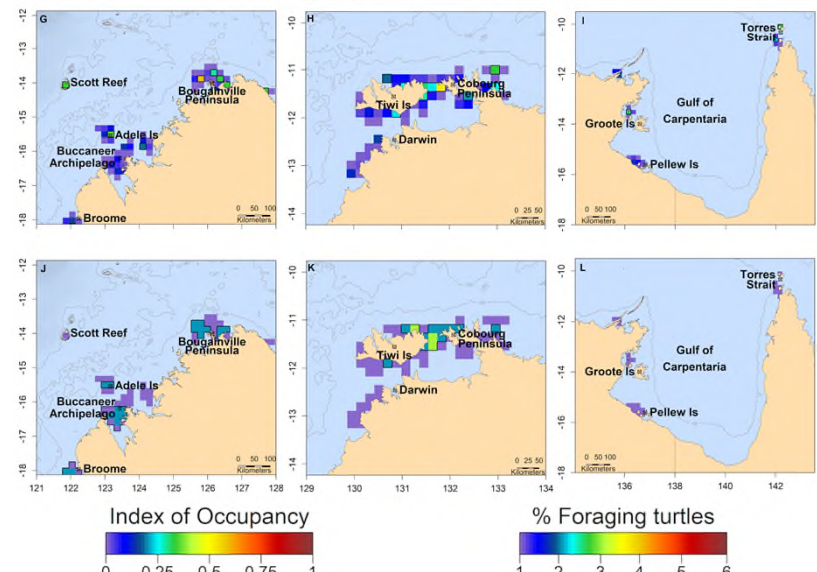 -12
G
Scott Reef
Bougainville
Peninsula
Adele Is
Buccaneer
Archipelago
Broome
-13
-14
-15
-16
-17
-18
0 50 100
Kilometers
-10
H
Cobourg
Peninsula
Tiwi Is
Darwin
-11
-12
-13
-14
0 25 50
Kilometers
-10
I
Torres
Strait
Gulf of
Carpentaria
Groote Is
Pellew Is
-12
-14
-16
-18
0 50 100
Kilometers
-12
J
Scott Reef
Bougainville
Peninsula
Adele Is
Buccaneer
Archipelago
Broome
-13
-14
-15
-16
-17
-18
0 50 100
Kilometers
121 122 123 124 125 126 127 128
-10
K
Cobourg
Peninsula
Tiwi Is
Darwin
-11
-12
-13
-14
0 25 50
Kilometers
129 130 131 132 133 134
-10
L
Torres
Strait
Gulf of
Carpentaria
Groote Is
Pellew Is
-12
-14
-16
-18
0 50 100
Kilometers
136 138 140 142
Index of Occupancy
0 0.25 0.5 0.75 1
% Foraging turtles
1 2 3 4 5 6